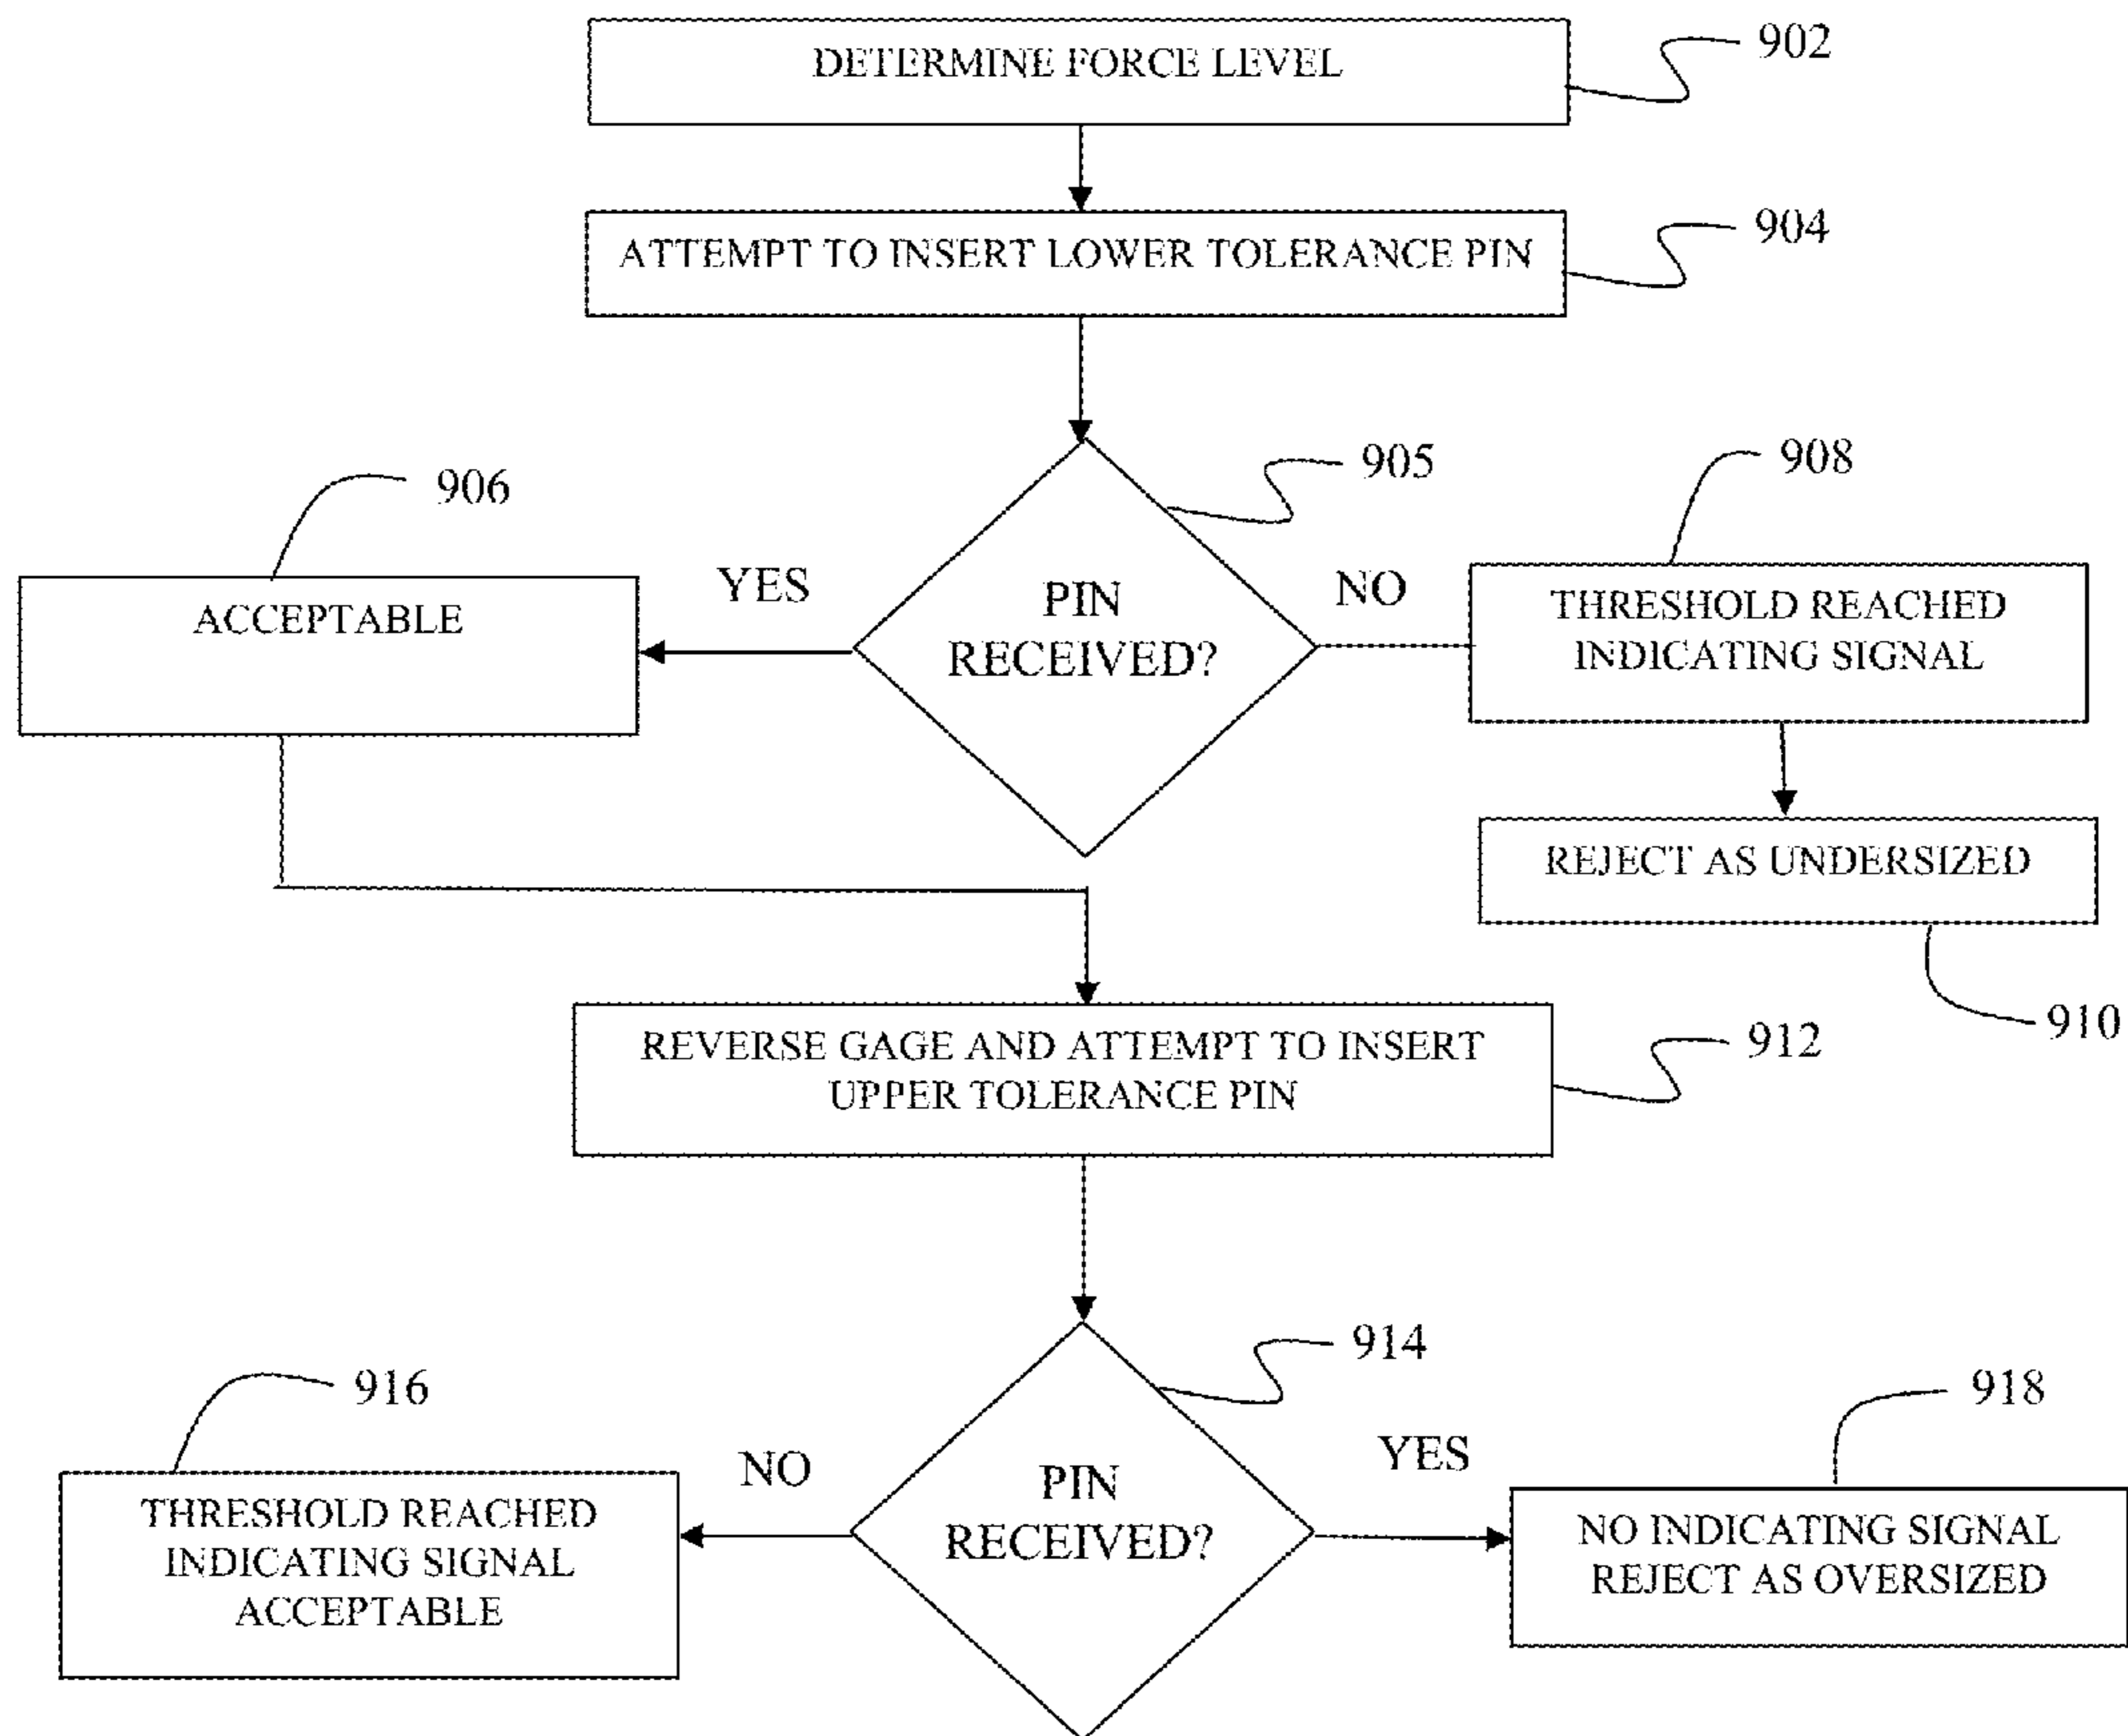 DETERMINE FORCE LEVEL
902
ATTEMPT TO INSERT LOWER TOLERANCE PIN
904
905
908
906
YES
PIN
RECEIVED?
NO
ACCEPTABLE
THRESHOLD REACHED
INDICATING SIGNAL
REJECT AS UNDERSIZED
910
REVERSE GAGE AND ATTEMPT TO INSERT
UPPER TOLERANCE PIN
912
914
916
918
NO
PIN
RECEIVED?
YES
THRESHOLD REACHED
INDICATING SIGNAL
ACCEPTABLE
NO INDICATING SIGNAL
REJECT AS OVERSIZED